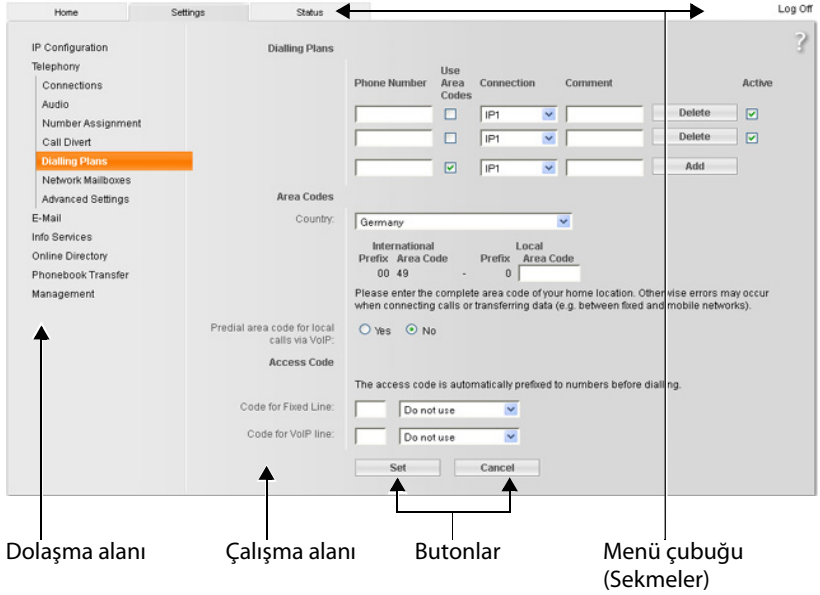 Home Settings Status Log Off
?
IP Configuration
Telephony
Connections
Audio
Number Assignment
Call Divert
Dialling Plans
Network Mailboxes
Advanced Settings
E-Mail
Info Services
Online Directory
Phonebook Transfer
Management
Dialling Plans
Phone Number Use Area Codes Connection Comment Active
IP1 Delete
IP1 Delete
IP1 Add
Area Codes
Country: Germany
International Local
Prefix Area Code Prefix Area Code
00 49 - 0
Please enter the complete area code of your home location. Otherwise errors may occur
when connecting calls or transferring data (e.g. between fixed and mobile networks).
Predial area code for local
calls via VoIP:
Yes No
Access Code
The access code is automatically prefixed to numbers before dialling.
Code for Fixed Line: Do not use
Code for VoIP line: Do not use
Set Cancel
Dolaşma alanı Çalışma alanı Butonlar Menü çubuğu
(Sekmeler)